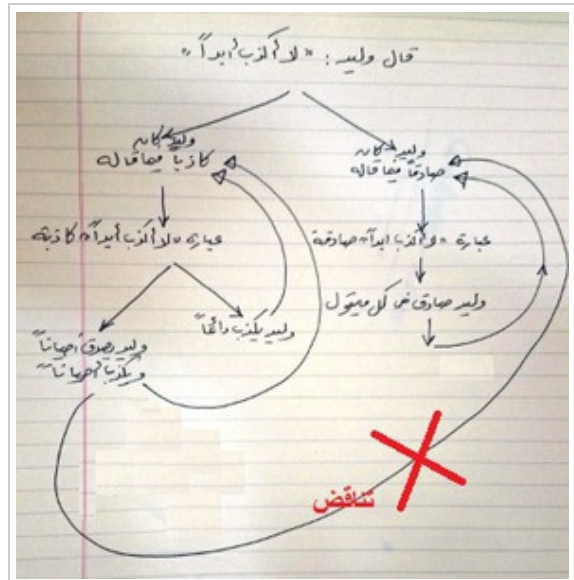 قال وليد: «لا أكذب أبداً»
وليد كان
صادقاً فيما قاله
عبارة «لا أكذب أبداً» صادقة
وليد صادق في كل ما يقول
وليد كان
كاذباً فيما قاله
عبارة «لا أكذب أبداً» كاذبة
وليد يكذب دائماً
وليد يصدق أحياناً
ويكذب أحياناً
تناقض